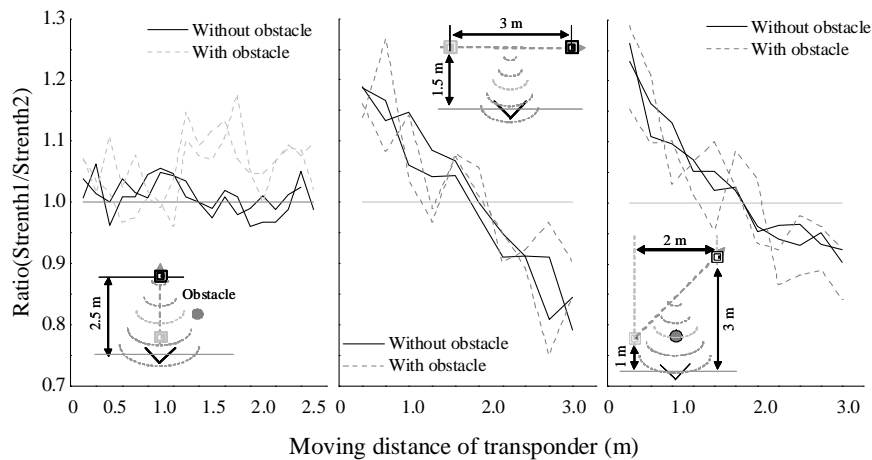 1.3
1.2
1.1
1.0
0.9
0.8
0.7
Ratio(Strenth1/Strenth2)
Without obstacle
With obstacle
2.5 m
Obstacle
0 0.5 1.0 1.5 2.0 2.5
3 m
1.5 m
Without obstacle
With obstacle
0 1.0 2.0 3.0
Without obstacle
With obstacle
2 m
3 m
1 m
0 1.0 2.0 3.0
Moving distance of transponder (m)